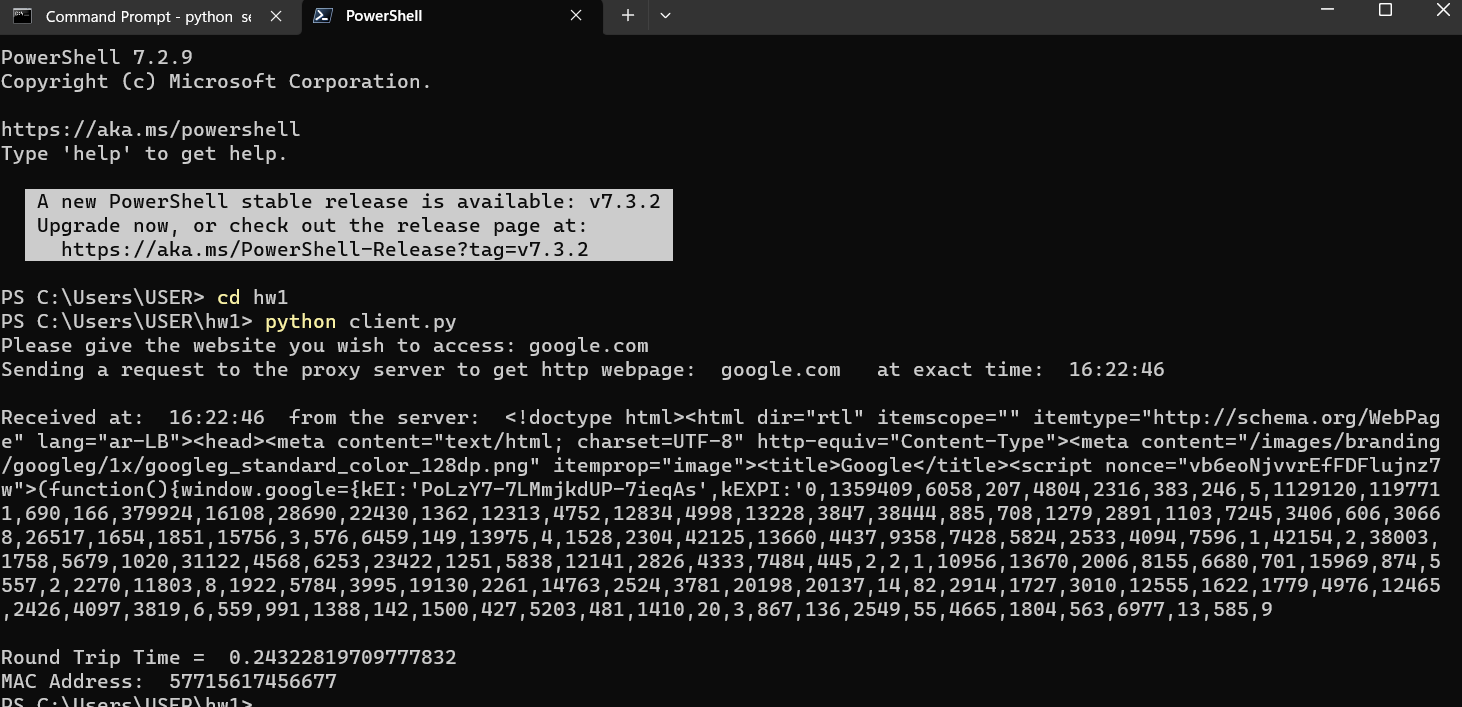 Command Prompt - python se
PowerShell
PowerShell 7.2.9
Copyright (c) Microsoft Corporation.
https://aka.ms/powershell
Type 'help' to get help.
A new PowerShell stable release is available: v7.3.2
Upgrade now, or check out the release page at:
https://aka.ms/PowerShell-Release?tag=v7.3.2
PS C:\Users\USER> cd hw1
PS C:\Users\USER\hw1> python client.py
Please give the website you wish to access: google.com
Sending a request to the proxy server to get http webpage:  google.com   at exact time:  16:22:46
Received at:  16:22:46  from the server:  <!doctype html><html dir="rtl" itemscope="" itemtype="http://schema.org/WebPag
e" lang="ar-LB"><head><meta content="text/html; charset=UTF-8" http-equiv="Content-Type"><meta content="/images/branding
/googleg/1x/googleg_standard_color_128dp.png" itemprop="image"><title>Google</title><script nonce="vb6eoNjvvrEfFDFlujnz7
w">(function(){window.google={kEI:'PoLzY7-7LMmjkdUP-7ieqAs',kEXPI:'0,1359409,6058,207,4804,2316,383,246,5,1129120,119771
1,690,166,379924,16108,28690,22430,1362,12313,4752,12834,4998,13228,3847,38444,885,708,1279,2891,1103,7245,3406,606,3066
8,26517,1654,1851,15756,3,576,6459,149,13975,4,1528,2304,42125,13660,4437,9358,7428,5824,2533,4094,7596,1,42154,2,38003,
1758,5679,1020,31122,4568,6253,23422,1251,5838,12141,2826,4333,7484,445,2,2,1,10956,13670,2006,8155,6680,701,15969,874,5
557,2,2270,11803,8,1922,5784,3995,19130,2261,14763,2524,3781,20198,20137,14,82,2914,1727,3010,12555,1622,1779,4976,12465
,2426,4097,3819,6,559,991,1388,142,1500,427,5203,481,1410,20,3,867,136,2549,55,4665,1804,563,6977,13,585,9
Round Trip Time =  0.24322819709777832
MAC Address:  57715617456677
PS C:\Users\USER\hw1>